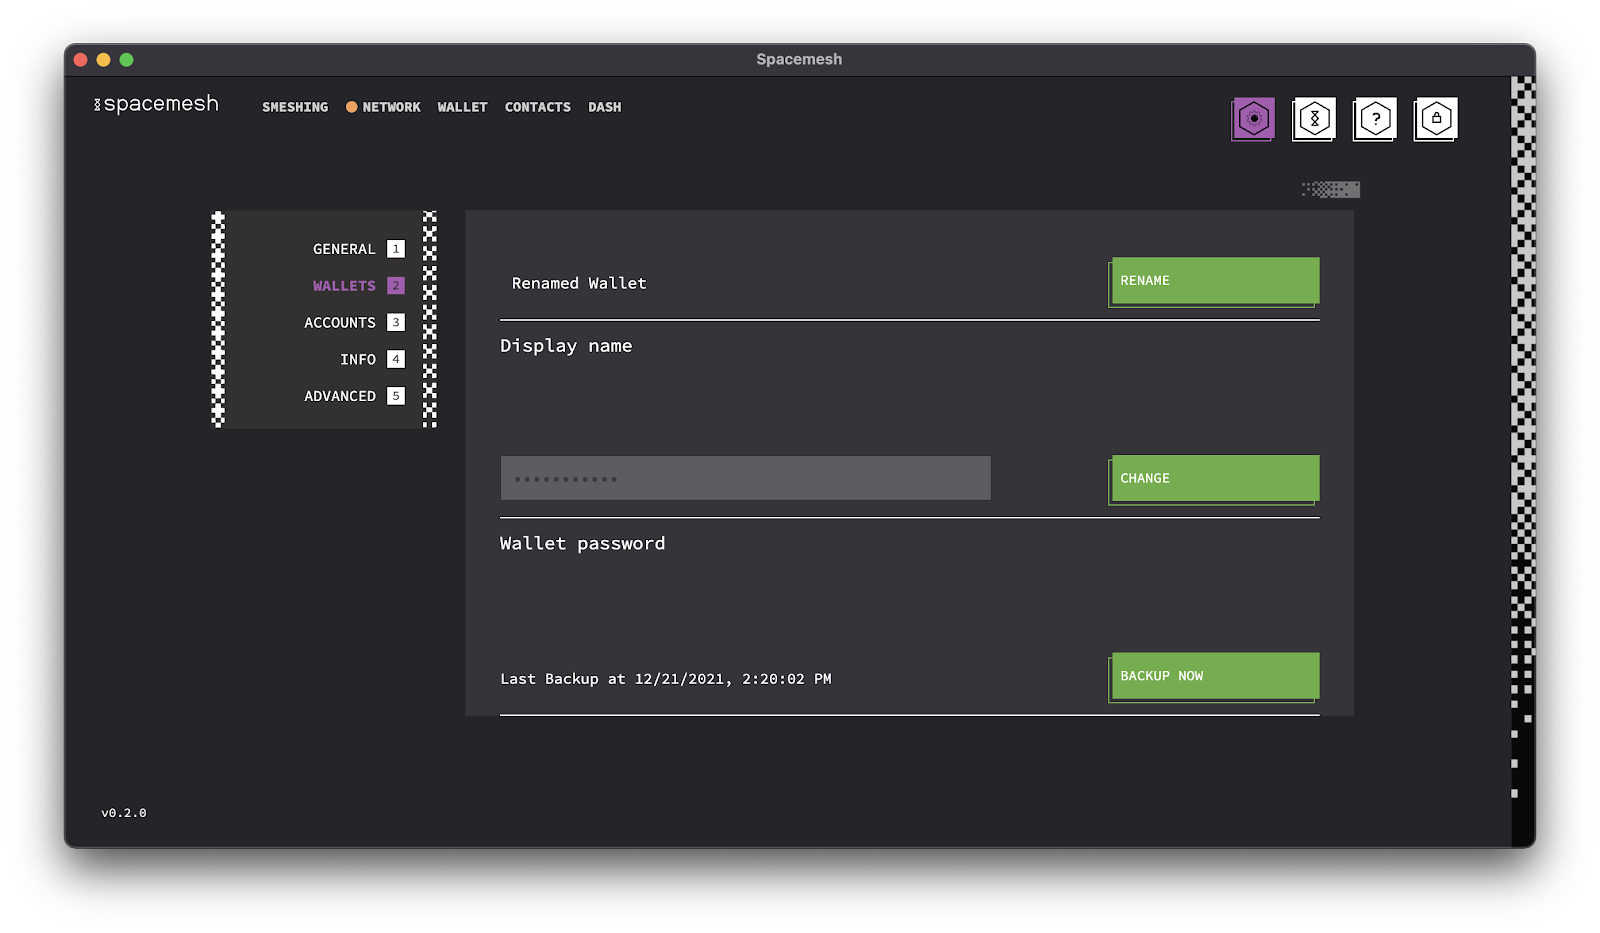 Spacemesh
spacemesh SMESHING NETWORK WALLET CONTACTS DASH
?
GENERAL 1
WALLETS 2
ACCOUNTS 3
INFO 4
ADVANCED 5
Renamed Wallet RENAME
Display name
••••••••••• CHANGE
Wallet password
Last Backup at 12/21/2021, 2:20:02 PM BACKUP NOW
v0.2.0